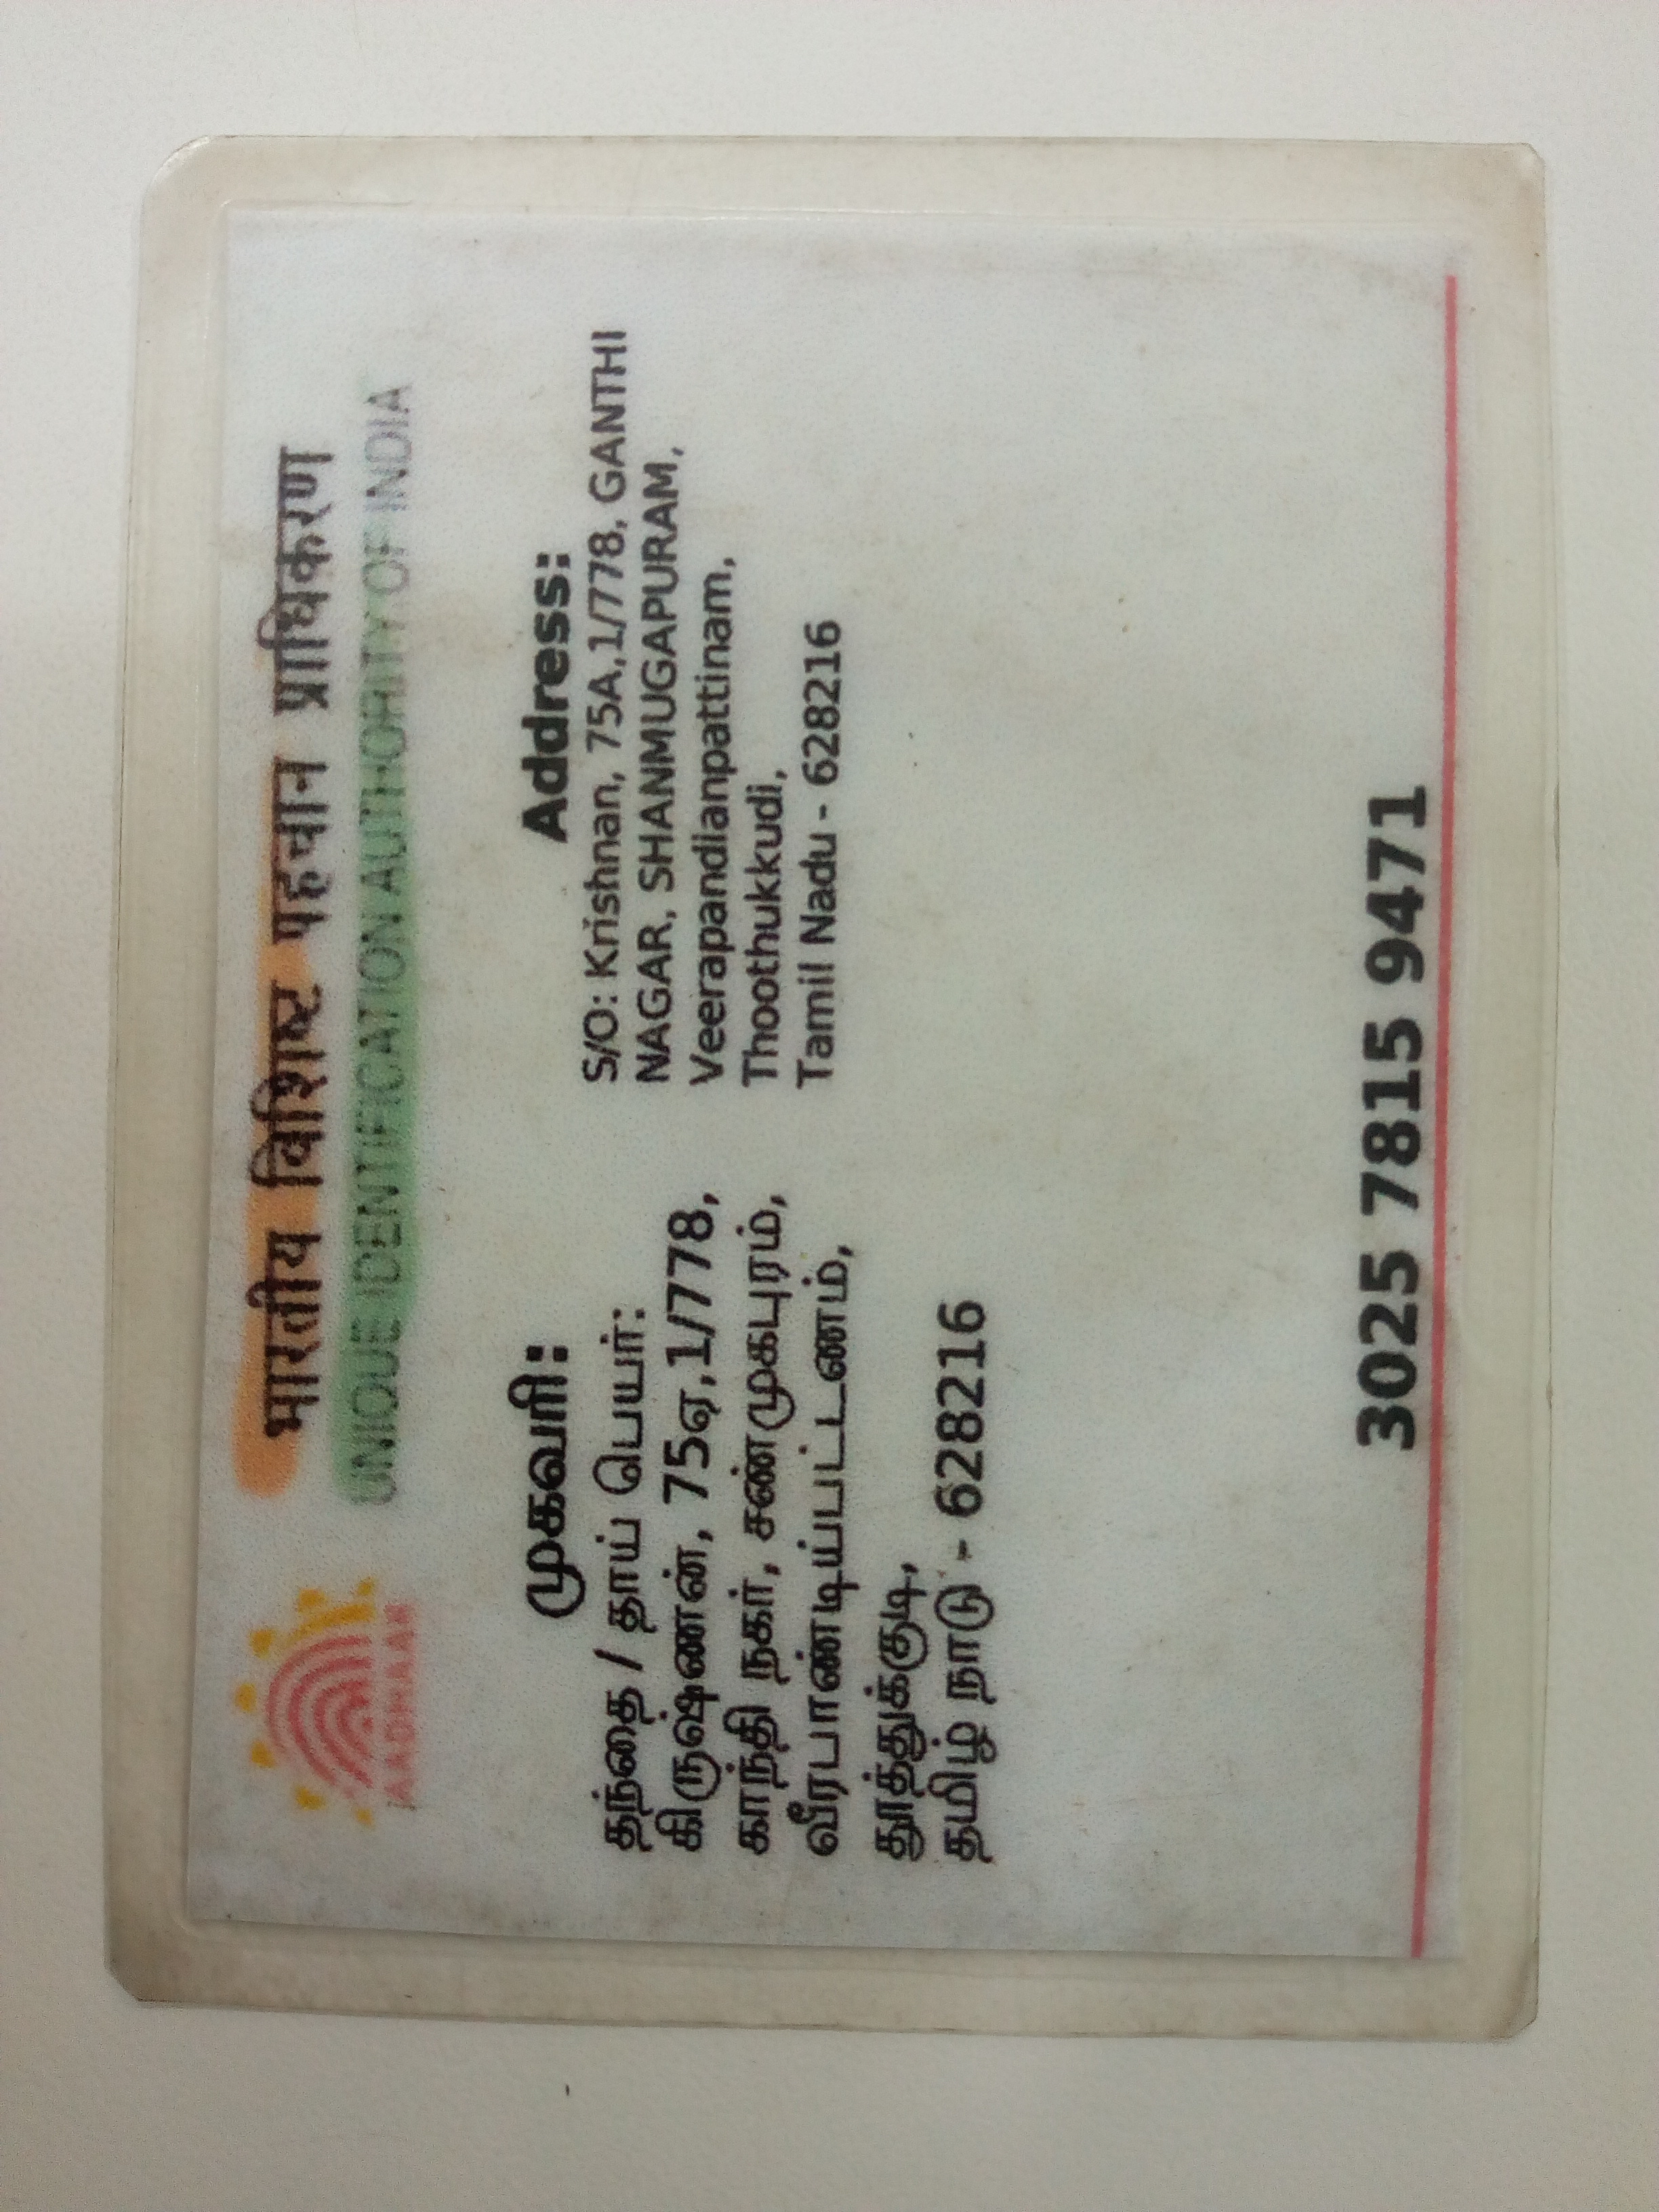 भारतीय विशिष्ट पहचान प्राधिकरण
UNIQUE IDENTIFICATION AUTHORITY OF INDIA
AADHAAR
முகவரி:
தந்தை / தாய் பெயர்:
கிருஷ்ணன், 75ஏ,1/778,
காந்தி நகர், சண்முகபுரம்,
வீரபாண்டிய்பட்டணம்,
தூத்துக்குடி,
தமிழ் நாடு - 628216
Address:
S/O: Krishnan, 75A,1/778, GANTHI
NAGAR, SHANMUGAPURAM,
Veerapandianpattinam,
Thoothukkudi,
Tamil Nadu - 628216
3025 7815 9471